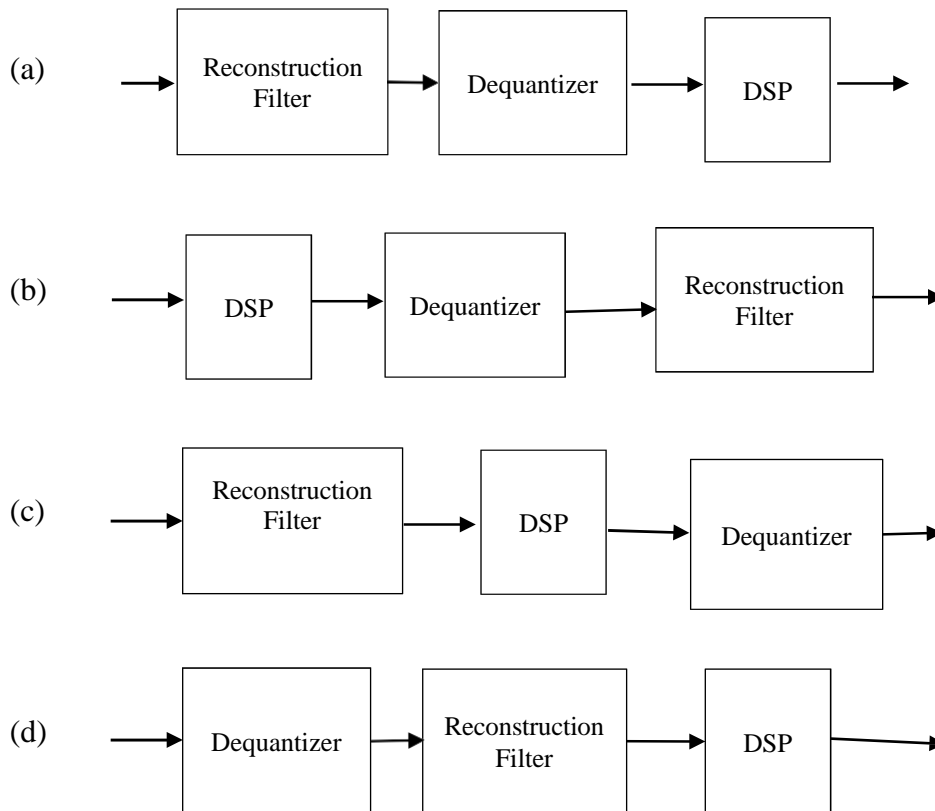 (a)
Reconstruction
Filter
Dequantizer
DSP
(b)
DSP
Dequantizer
Reconstruction
Filter
(c)
Reconstruction
Filter
DSP
Dequantizer
(d)
Dequantizer
Reconstruction
Filter
DSP